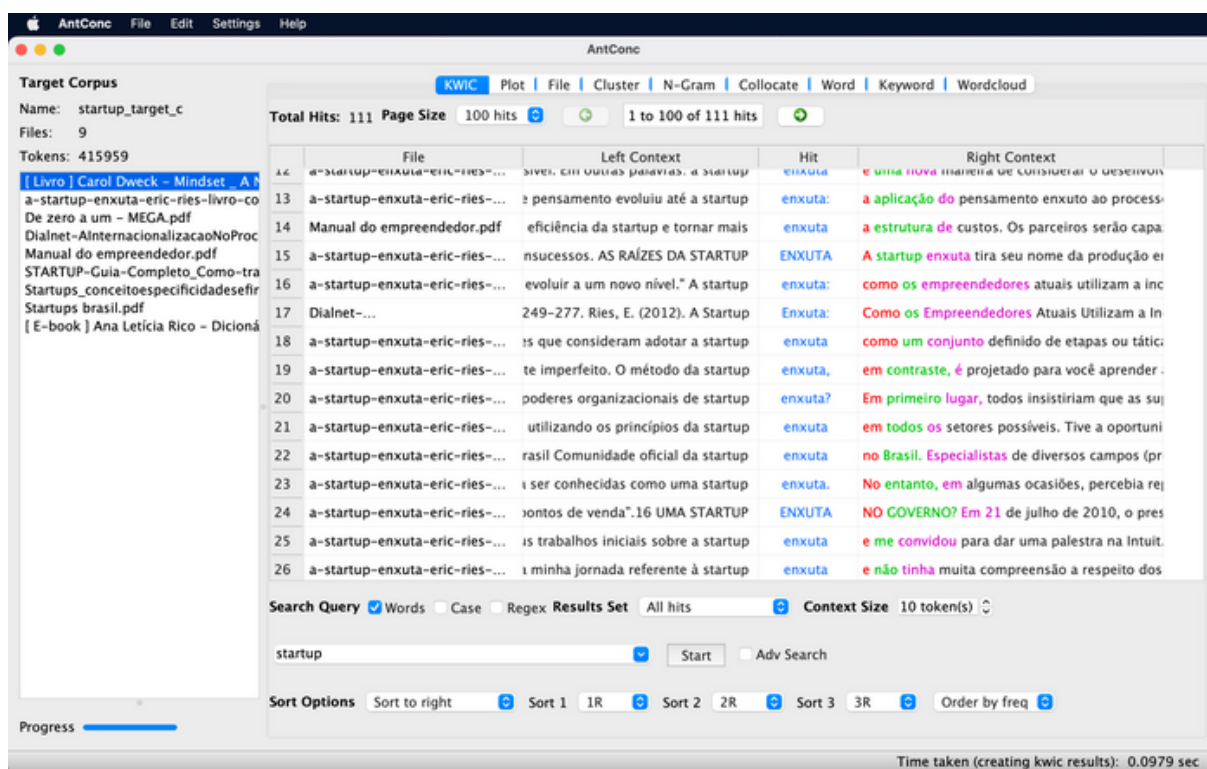 AntConc File Edit Settings Help
AntConc
Target Corpus
Name: startup_target_c
Files: 9
Tokens: 415959
[ Livro ] Carol Dweck – Mindset _ A
a-startup-enxuta-eric-ries-livro-co
De zero a um – MEGA.pdf
Dialnet-AInternacionalizacaoNoProc
Manual do empreendedor.pdf
STARTUP-Guia-Completo_Como-tra
Startups_conceitoespecificidadesefir
Startups brasil.pdf
[ E-book ] Ana Letícia Rico – Dicioná
Progress
KWIC Plot File Cluster N-Gram Collocate Word Keyword Wordcloud
Total Hits: 111 Page Size 100 hits 1 to 100 of 111 hits
File Left Context Hit Right Context
12 a-startup-enxuta-eric-ries-... sível. Em outras palavras, a startup enxuta é uma nova maneira de considerar o desenvolv
13 a-startup-enxuta-eric-ries-... pensamento evoluiu até a startup enxuta: a aplicação do pensamento enxuto ao process
14 Manual do empreendedor.pdf eficiência da startup e tornar mais enxuta a estrutura de custos. Os parceiros serão capa
15 a-startup-enxuta-eric-ries-... nsucessos. AS RAÍZES DA STARTUP ENXUTA A startup enxuta tira seu nome da produção e
16 a-startup-enxuta-eric-ries-... evoluir a um novo nível." A startup enxuta: como os empreendedores atuais utilizam a inc
17 Dialnet-... 249–277. Ries, E. (2012). A Startup Enxuta: Como os Empreendedores Atuais Utilizam a In
18 a-startup-enxuta-eric-ries-... s que consideram adotar a startup enxuta como um conjunto definido de etapas ou tátic
19 a-startup-enxuta-eric-ries-... te imperfeito. O método da startup enxuta, em contraste, é projetado para você aprender
20 a-startup-enxuta-eric-ries-... poderes organizacionais de startup enxuta? Em primeiro lugar, todos insistiriam que as su
21 a-startup-enxuta-eric-ries-... utilizando os princípios da startup enxuta em todos os setores possíveis. Tive a oportuni
22 a-startup-enxuta-eric-ries-... rasil Comunidade oficial da startup enxuta no Brasil. Especialistas de diversos campos (pr
23 a-startup-enxuta-eric-ries-... ser conhecidas como uma startup enxuta. No entanto, em algumas ocasiões, percebia re
24 a-startup-enxuta-eric-ries-... pontos de venda".16 UMA STARTUP ENXUTA NO GOVERNO? Em 21 de julho de 2010, o pres
25 a-startup-enxuta-eric-ries-... s trabalhos iniciais sobre a startup enxuta e me convidou para dar uma palestra na Intuit.
26 a-startup-enxuta-eric-ries-... minha jornada referente à startup enxuta e não tinha muita compreensão a respeito dos
Search Query Words Case Regex Results Set All hits Context Size 10 token(s)
startup Start Adv Search
Sort Options Sort to right Sort 1 1R Sort 2 2R Sort 3 3R Order by freq
Time taken (creating kwic results): 0.0979 sec